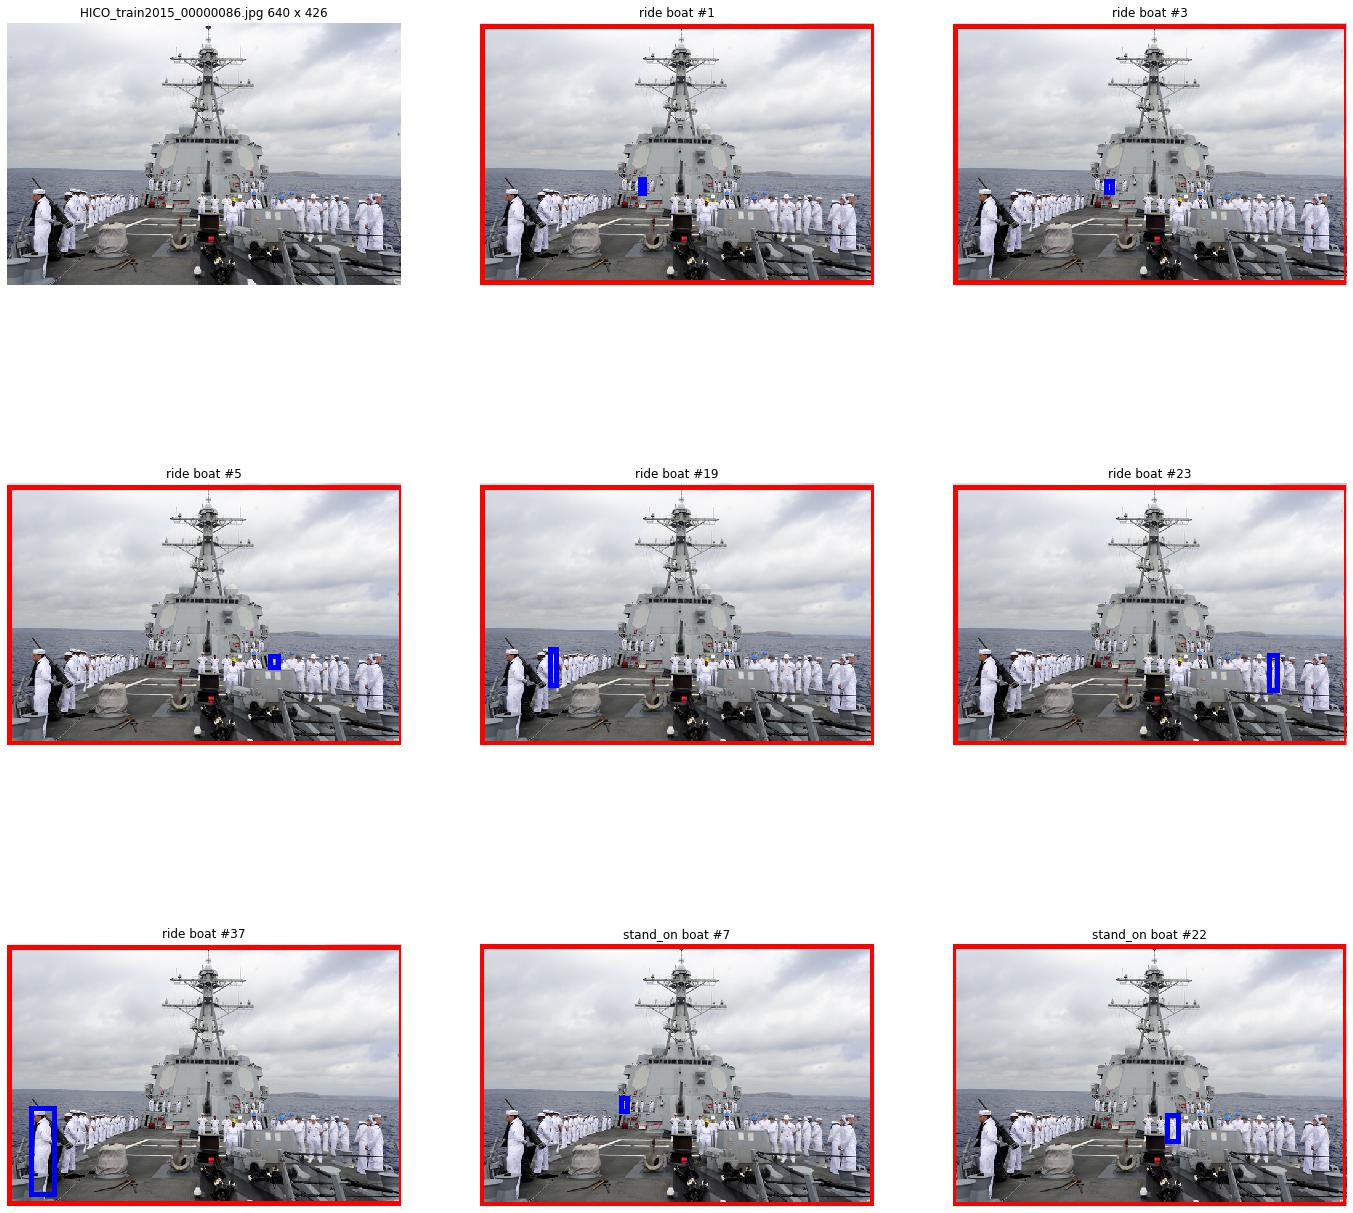 HICO_train2015_00000086.jpg 640 x 426
ride boat #1
ride boat #3
ride boat #5
ride boat #19
ride boat #23
ride boat #37
stand_on boat #7
stand_on boat #22